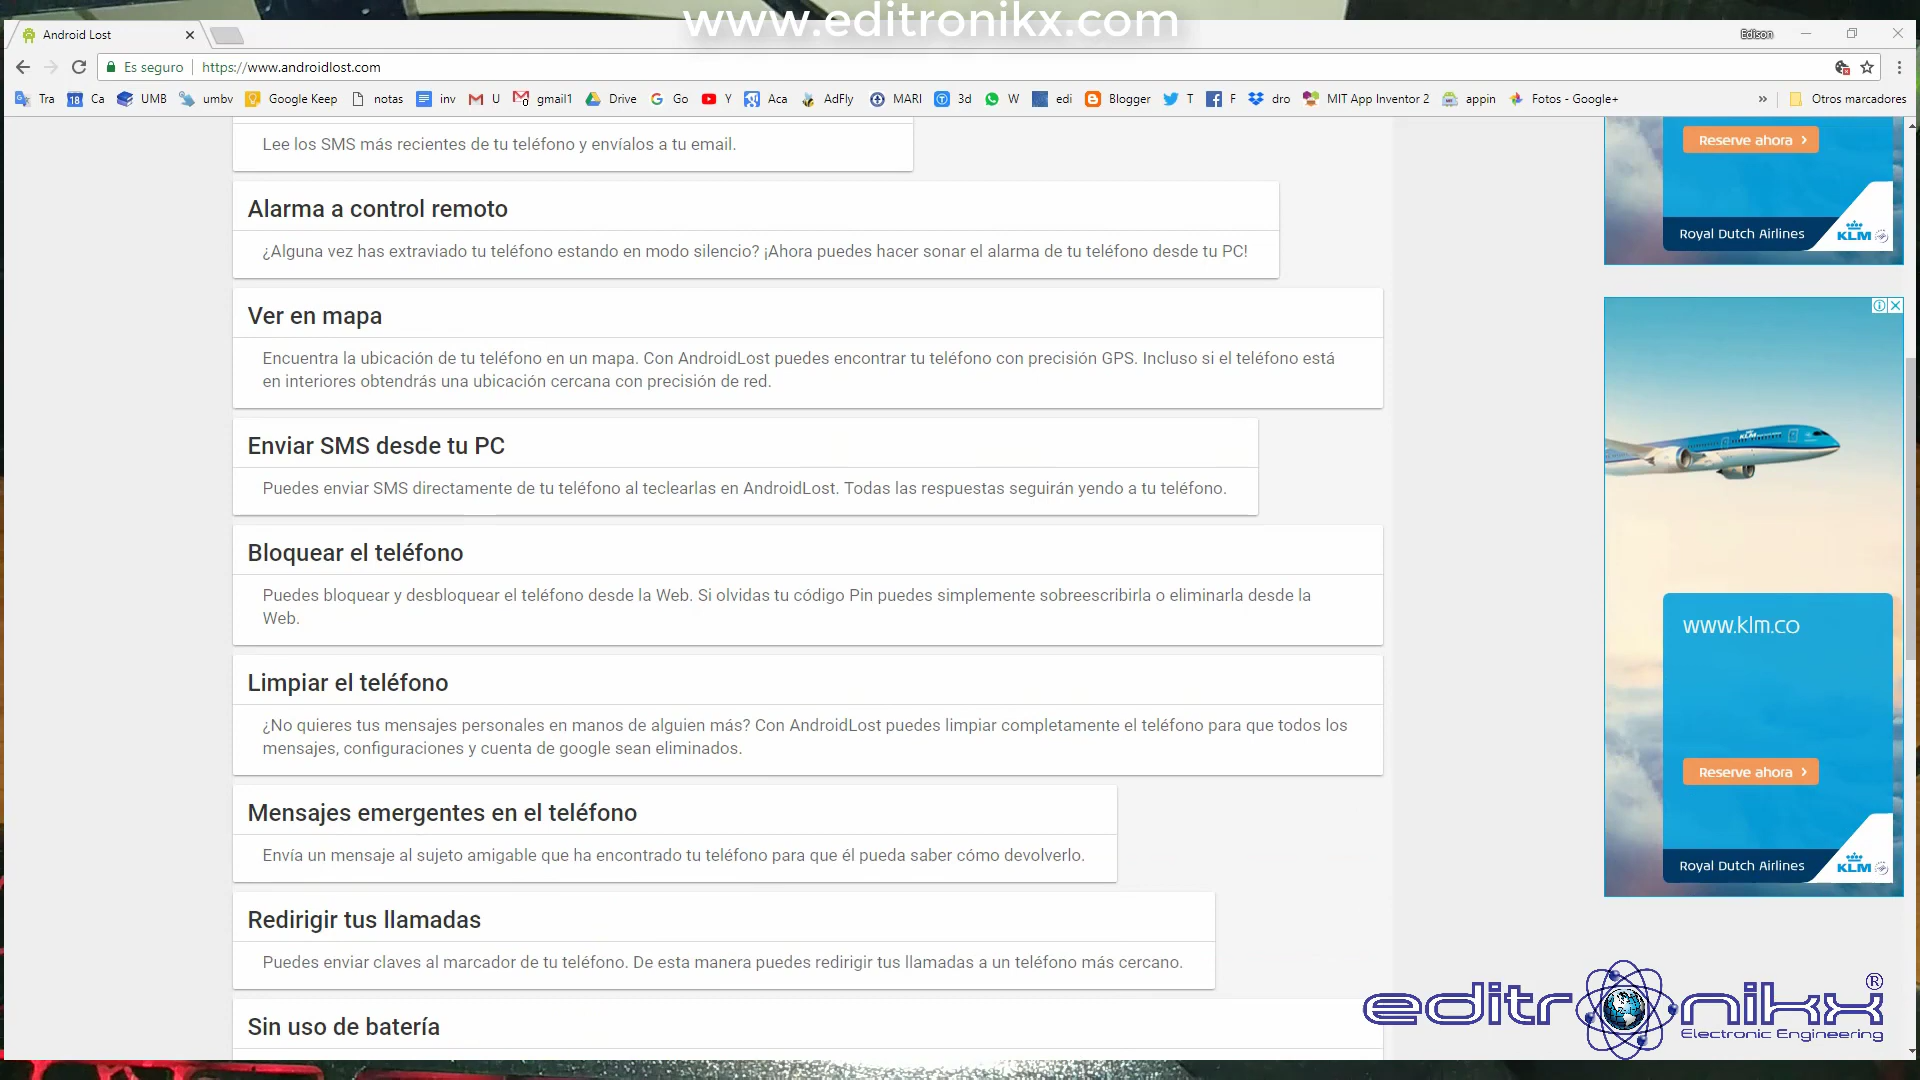 www.editronikx.com
Android Lost
Edison
Es seguro https://www.androidlost.com
Tra Ca UMB umbv Google Keep notas inv U gmail1 Drive Go Y Aca AdFly MARI 3d W edi Blogger T F dro MIT App Inventor 2 appin Fotos - Google+ » Otros marcadores
Lee los SMS más recientes de tu teléfono y envíalos a tu email.
Alarma a control remoto
¿Alguna vez has extraviado tu teléfono estando en modo silencio? ¡Ahora puedes hacer sonar el alarma de tu teléfono desde tu PC!
Ver en mapa
Encuentra la ubicación de tu teléfono en un mapa. Con AndroidLost puedes encontrar tu teléfono con precisión GPS. Incluso si el teléfono está
en interiores obtendrás una ubicación cercana con precisión de red.
Enviar SMS desde tu PC
Puedes enviar SMS directamente de tu teléfono al teclearlas en AndroidLost. Todas las respuestas seguirán yendo a tu teléfono.
Bloquear el teléfono
Puedes bloquear y desbloquear el teléfono desde la Web. Si olvidas tu código Pin puedes simplemente sobreescribirla o eliminarla desde la
Web.
Limpiar el teléfono
¿No quieres tus mensajes personales en manos de alguien más? Con AndroidLost puedes limpiar completamente el teléfono para que todos los
mensajes, configuraciones y cuenta de google sean eliminados.
Mensajes emergentes en el teléfono
Envía un mensaje al sujeto amigable que ha encontrado tu teléfono para que él pueda saber cómo devolverlo.
Redirigir tus llamadas
Puedes enviar claves al marcador de tu teléfono. De esta manera puedes redirigir tus llamadas a un teléfono más cercano.
Sin uso de batería
Reserve ahora
Royal Dutch Airlines KLM
KLM
www.klm.co
Reserve ahora
Royal Dutch Airlines KLM
editronikx ®
Electronic Engineering